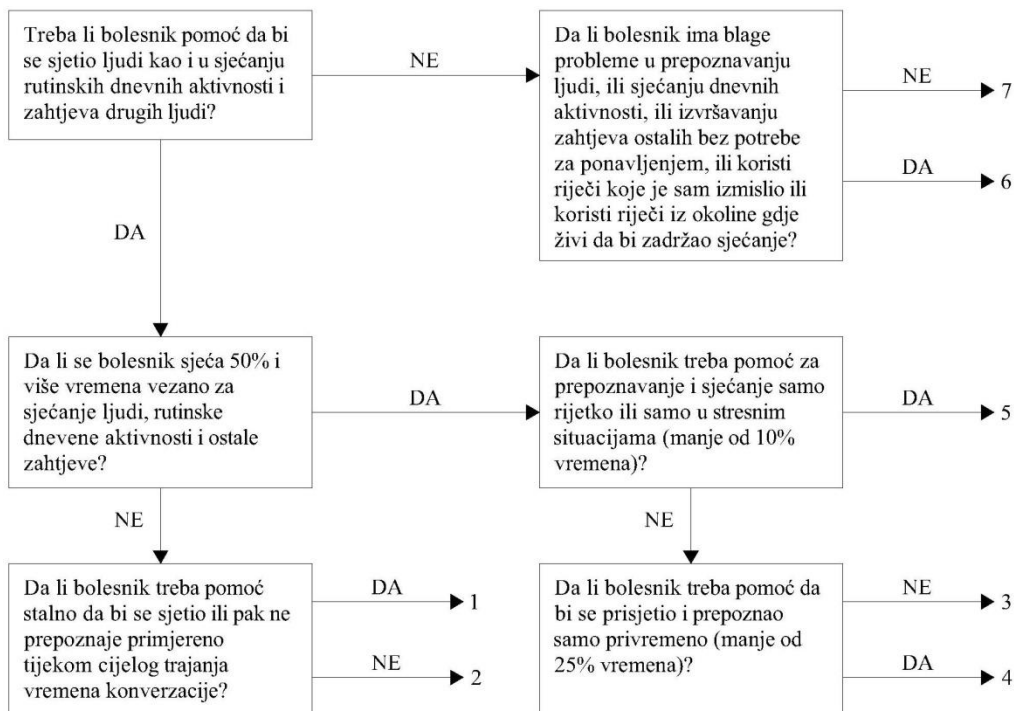 Treba li bolesnik pomoć da bi
se sjetio ljudi kao i u sjećanju
rutinskih dnevnih aktivnosti i
zahtjeva drugih ljudi?
NE
Da li bolesnik ima blage
probleme u prepoznavanju
ljudi, ili sjećanju dnevnih
aktivnosti, ili izvršavanju
zahtjeva ostalih bez potrebe
za ponavljenjem, ili koristi
riječi koje je sam izmislio ili
koristi riječi iz okoline gdje
živi da bi zadržao sjećanje?
NE
7
DA
6
DA
Da li se bolesnik sjeća 50% i
više vremena vezano za
sjećanje ljudi, rutinske
dnevene aktivnosti i ostale
zahtjeve?
DA
Da li bolesnik treba pomoć za
prepoznavanje i sjećanje samo
rijetko ili samo u stresnim
situacijama (manje od 10%
vremena)?
DA
5
NE
NE
Da li bolesnik treba pomoć
stalno da bi se sjetio ili pak ne
prepoznaje primjereno
tijekom cijelog trajanja
vremena konverzacije?
DA
1
NE
2
Da li bolesnik treba pomoć da
bi se prisjetio i prepoznao
samo privremeno (manje od
25% vremena)?
NE
3
DA
4